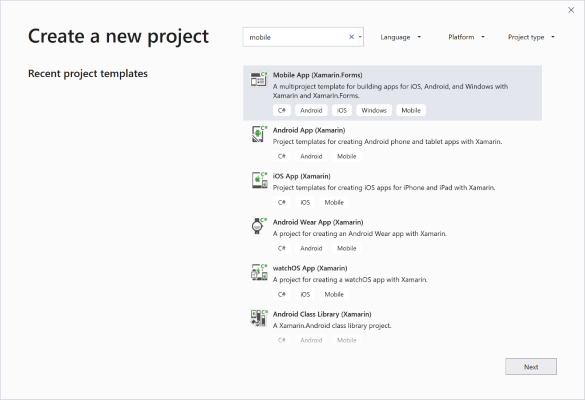 Create a new project
mobile
Language
Platform
Project type
Recent project templates
Mobile App (Xamarin.Forms)
A multiproject template for building apps for iOS, Android, and Windows with
Xamarin and Xamarin.Forms.
C# Android iOS Windows Mobile
Android App (Xamarin)
Project templates for creating Android phone and tablet apps with Xamarin.
C# Android Mobile
iOS App (Xamarin)
Project templates for creating iOS apps for iPhone and iPad with Xamarin.
C# iOS Mobile
Android Wear App (Xamarin)
A project for creating an Android Wear app with Xamarin.
C# Android Mobile
watchOS App (Xamarin)
A project for creating a watchOS app with Xamarin.
C# iOS Mobile
Android Class Library (Xamarin)
A Xamarin.Android class library project.
C# Android Mobile
Next